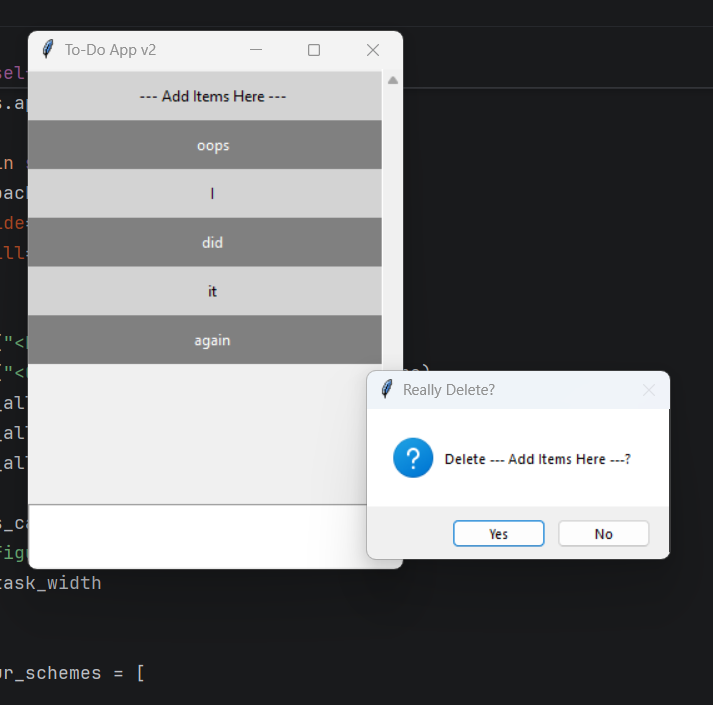 To-Do App v2
--- Add Items Here ---
oops
I
did
it
again
Really Delete?
Delete --- Add Items Here ---?
Yes
No
task_width
_schemes = [